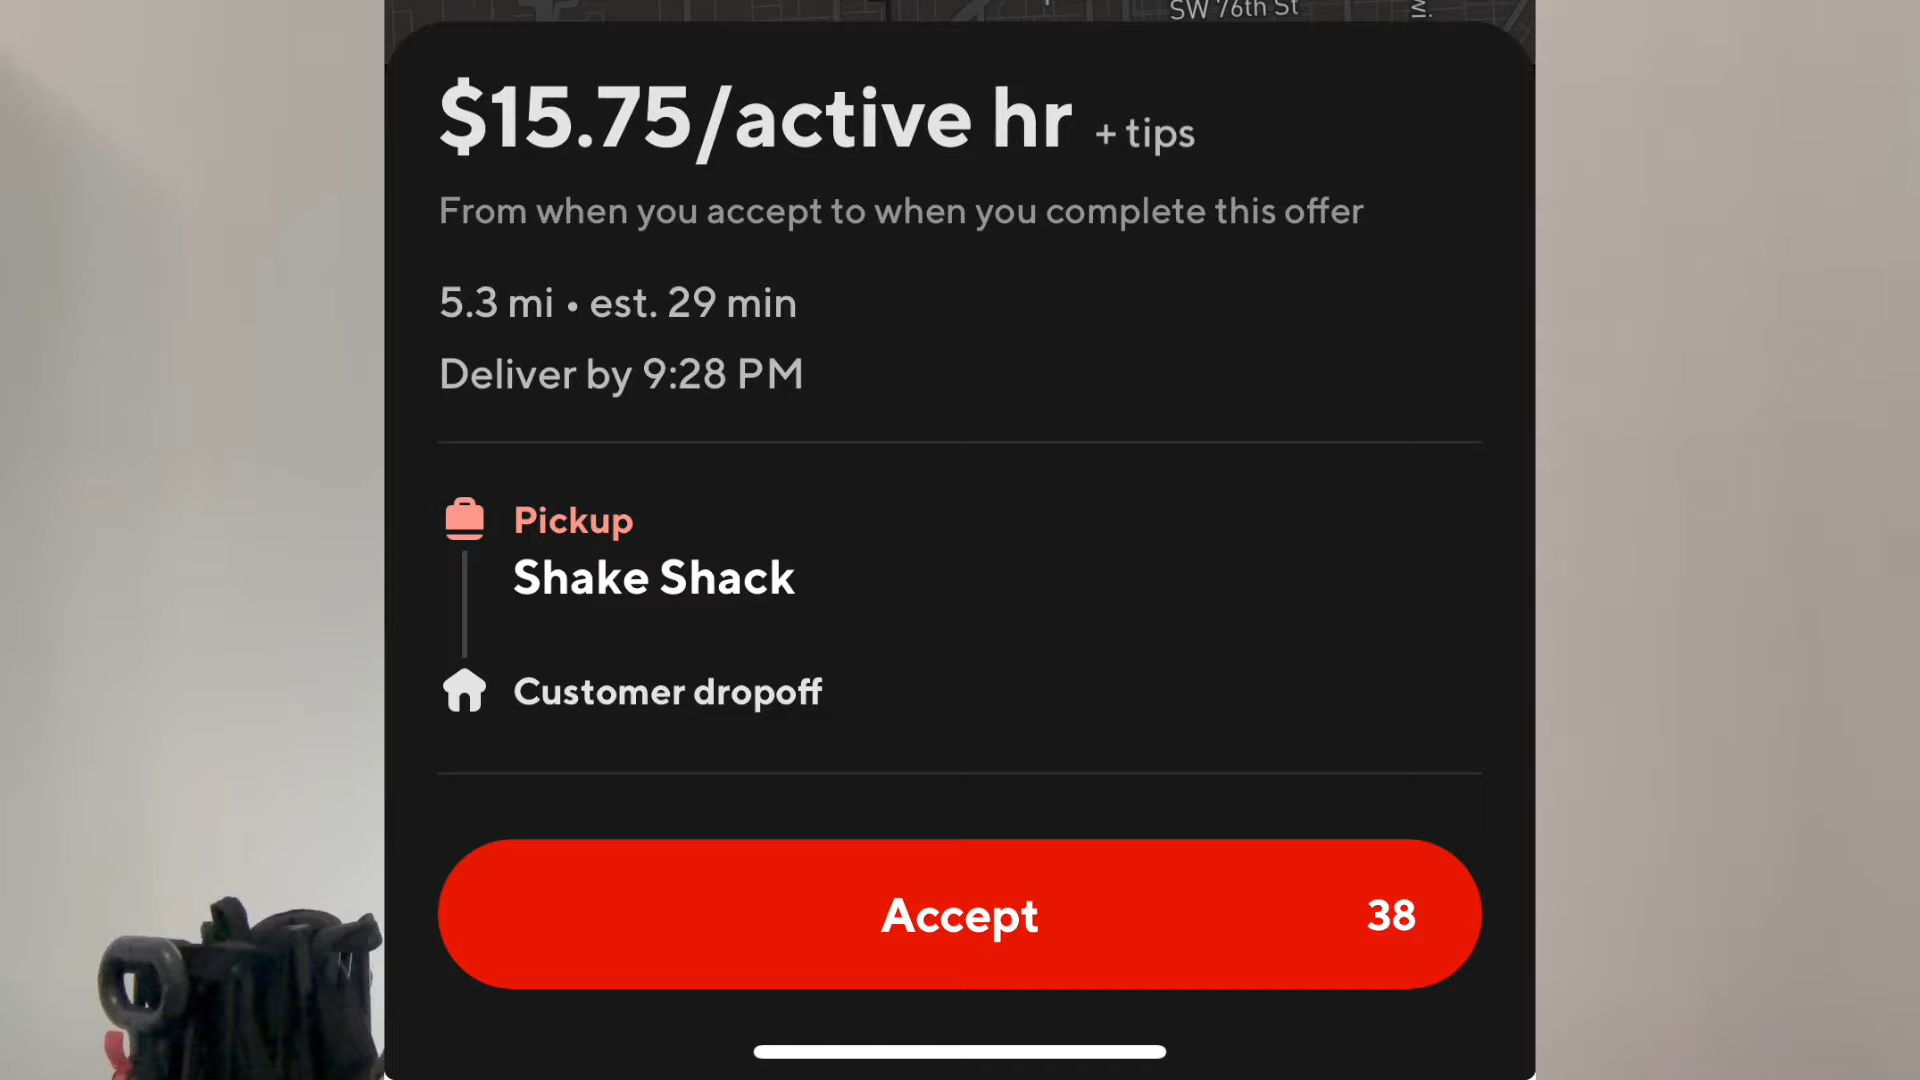 SW 76th St
$15.75/active hr + tips
From when you accept to when you complete this offer
5.3 mi • est. 29 min
Deliver by 9:28 PM
Pickup
Shake Shack
Customer dropoff
Accept 38